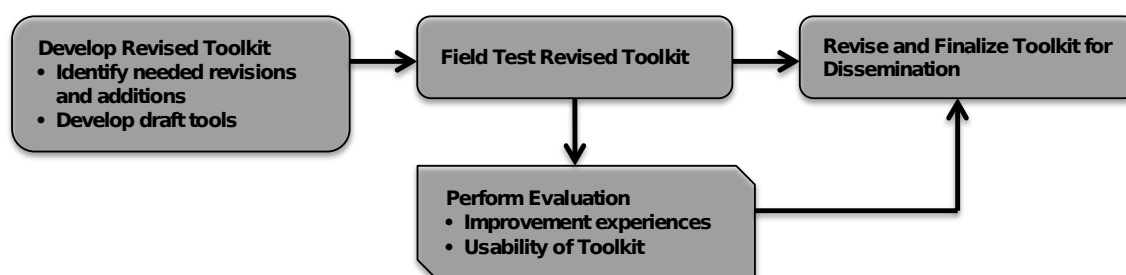 Develop Revised Toolkit
• Identify needed revisions
and additions
• Develop draft tools
Field Test Revised Toolkit
Revise and Finalize Toolkit for
Dissemination
Perform Evaluation
• Improvement experiences
• Usability of Toolkit